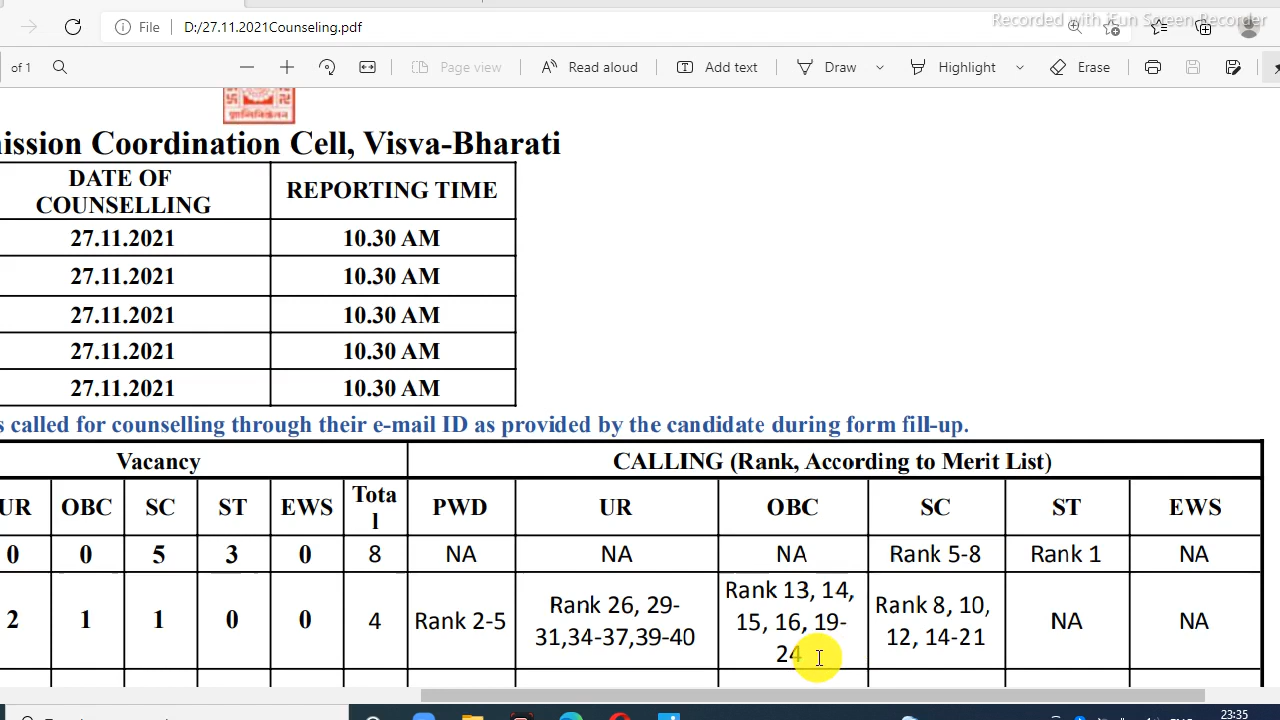 Recorded with iFun Screen Recorder
File D:/27.11.2021Counseling.pdf
of 1 Page view Read aloud Add text Draw Highlight Erase
ission Coordination Cell, Visva-Bharati
DATE OF COUNSELLING REPORTING TIME
27.11.2021 10.30 AM
27.11.2021 10.30 AM
27.11.2021 10.30 AM
27.11.2021 10.30 AM
27.11.2021 10.30 AM
s called for counselling through their e-mail ID as provided by the candidate during form fill-up.
Vacancy CALLING (Rank, According to Merit List)
UR OBC SC ST EWS Total PWD UR OBC SC ST EWS
0 0 5 3 0 8 NA NA NA Rank 5-8 Rank 1 NA
2 1 1 0 0 4 Rank 2-5 Rank 26, 29-31,34-37,39-40 Rank 13, 14, 15, 16, 19-24 Rank 8, 10, 12, 14-21 NA NA
23:35